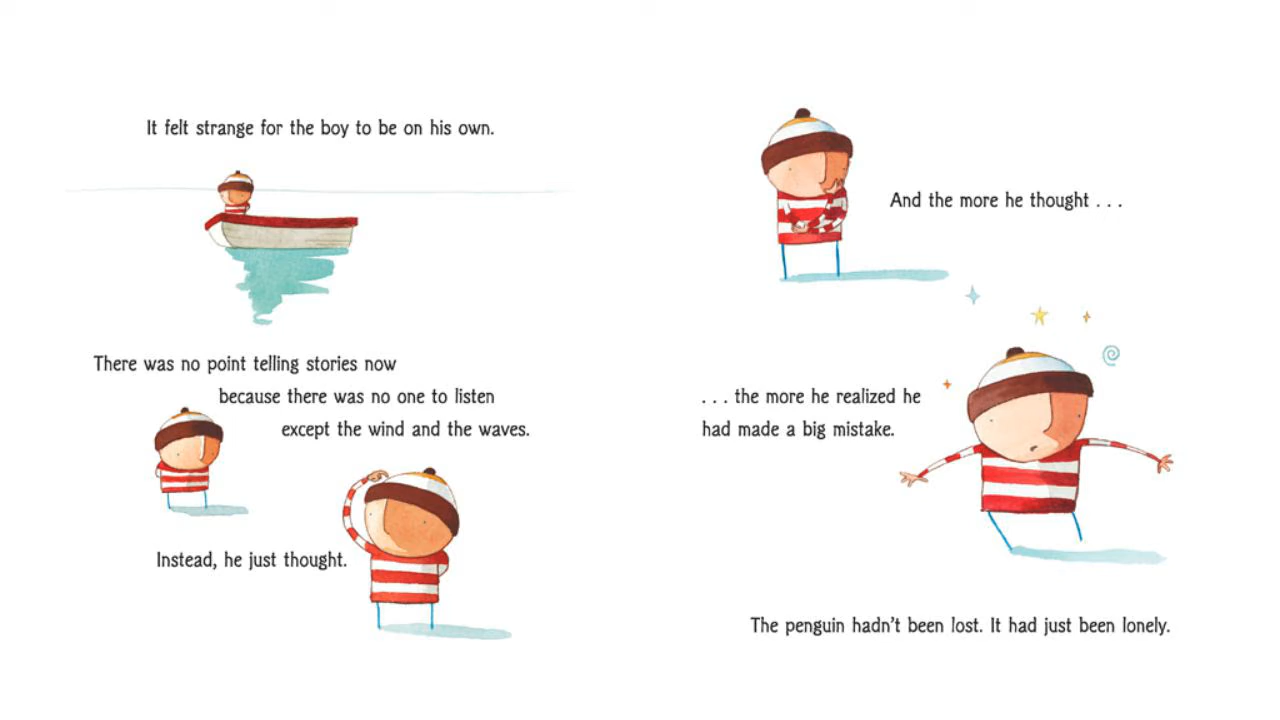 It felt strange for the boy to be on his own.
There was no point telling stories now
because there was no one to listen
except the wind and the waves.
Instead, he just thought.
And the more he thought . . .
. . . the more he realized he
had made a big mistake.
The penguin hadn't been lost. It had just been lonely.